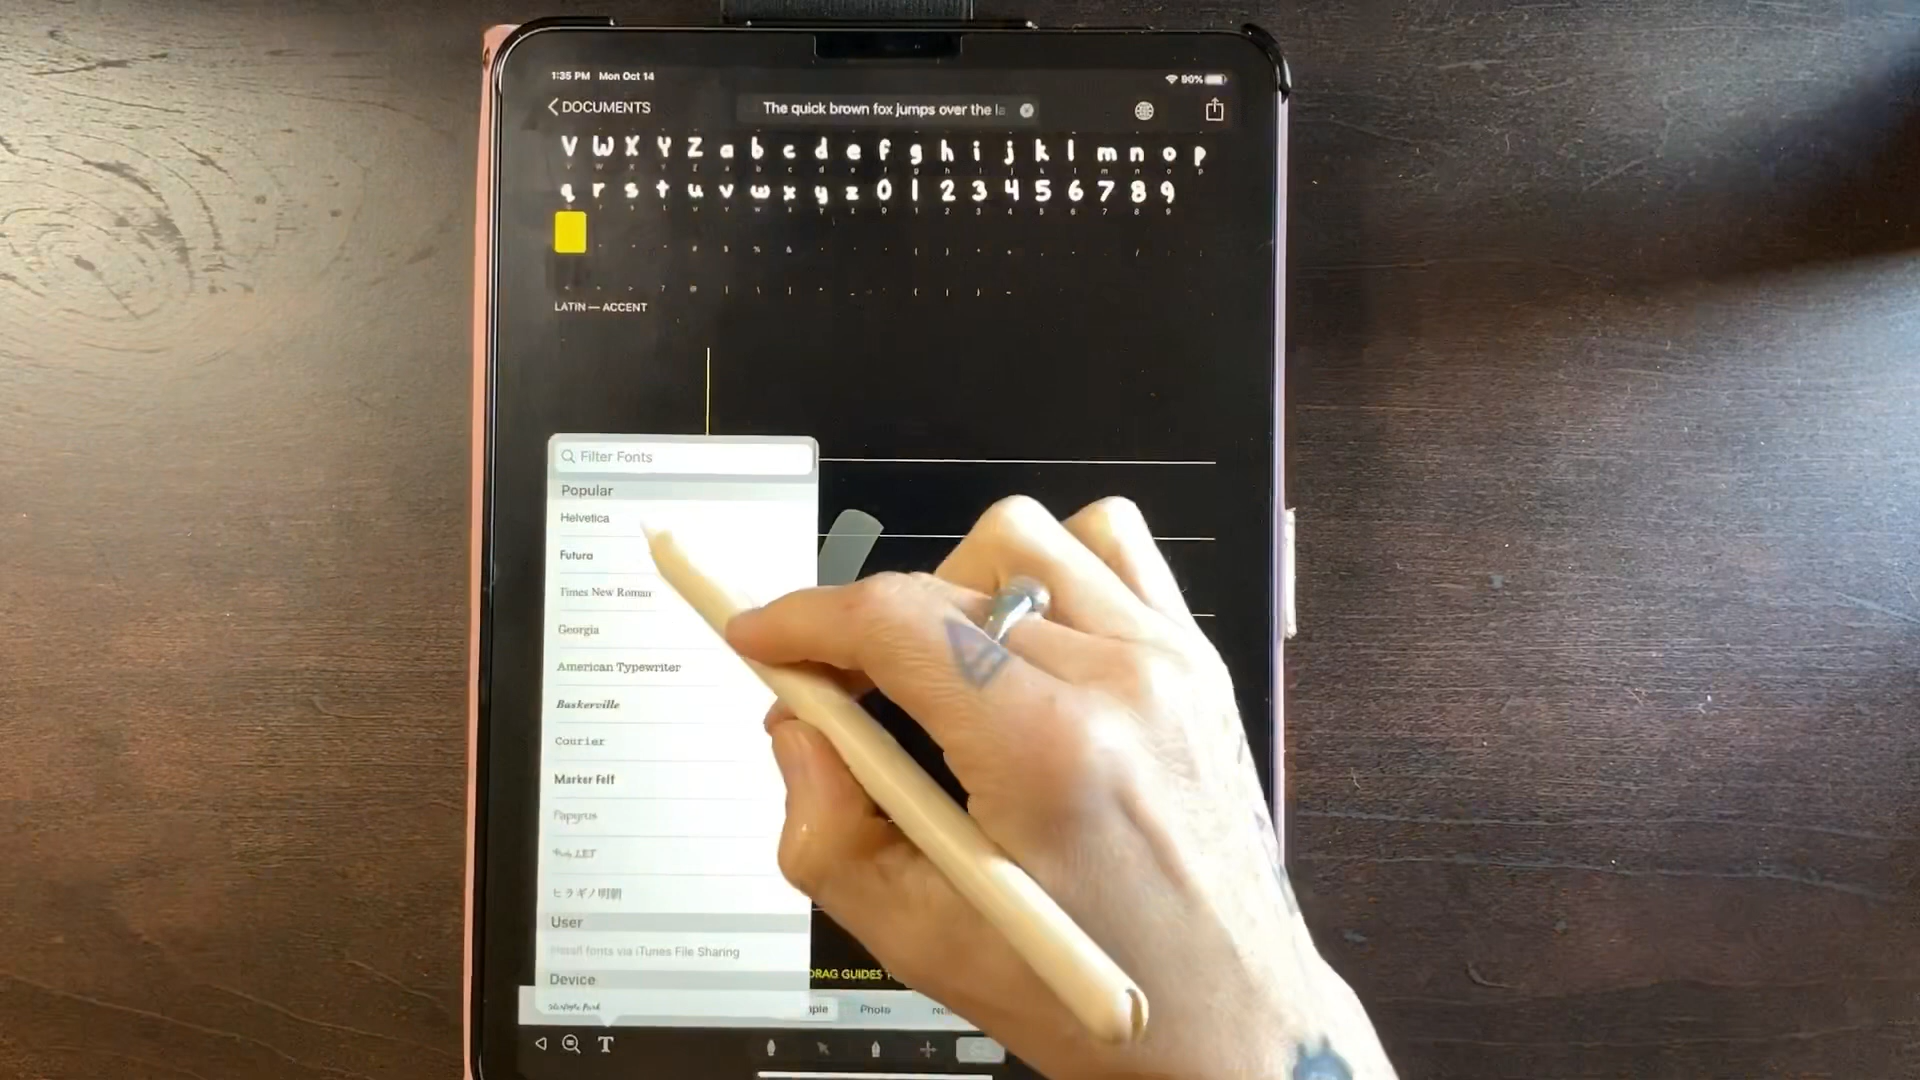 1:35 PM Mon Oct 14
90%
DOCUMENTS
The quick brown fox jumps over the la
V W X Y Z a b c d e f g h i j k l m n o p
q r s t u v w x y z 0 1 2 3 4 5 6 7 8 9
LATIN — ACCENT
Filter Fonts
Popular
Helvetica
Futura
Times New Roman
Georgia
American Typewriter
Baskerville
Courier
Marker Felt
Papyrus
Party LET
ヒラギノ明朝
User
Install fonts via iTunes File Sharing
Device
DRAG GUIDES
Photo
T